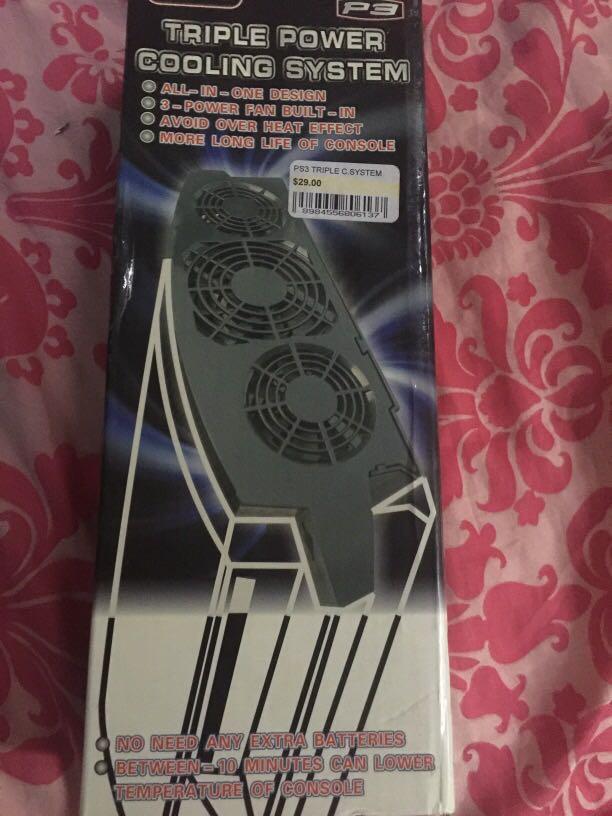 P3
TRIPLE POWER
COOLING SYSTEM
ALL-IN-ONE DESIGN
3-POWER FAN BUILT-IN
AVOID OVER HEAT EFFECT
MORE LONG LIFE OF CONSOLE
PS3 TRIPLE C.SYSTEM
$29.00
8984556806137
NO NEED ANY EXTRA BATTERIES
BETWEEN-10 MINUTES CAN LOWER
TEMPERATURE OF CONSOLE